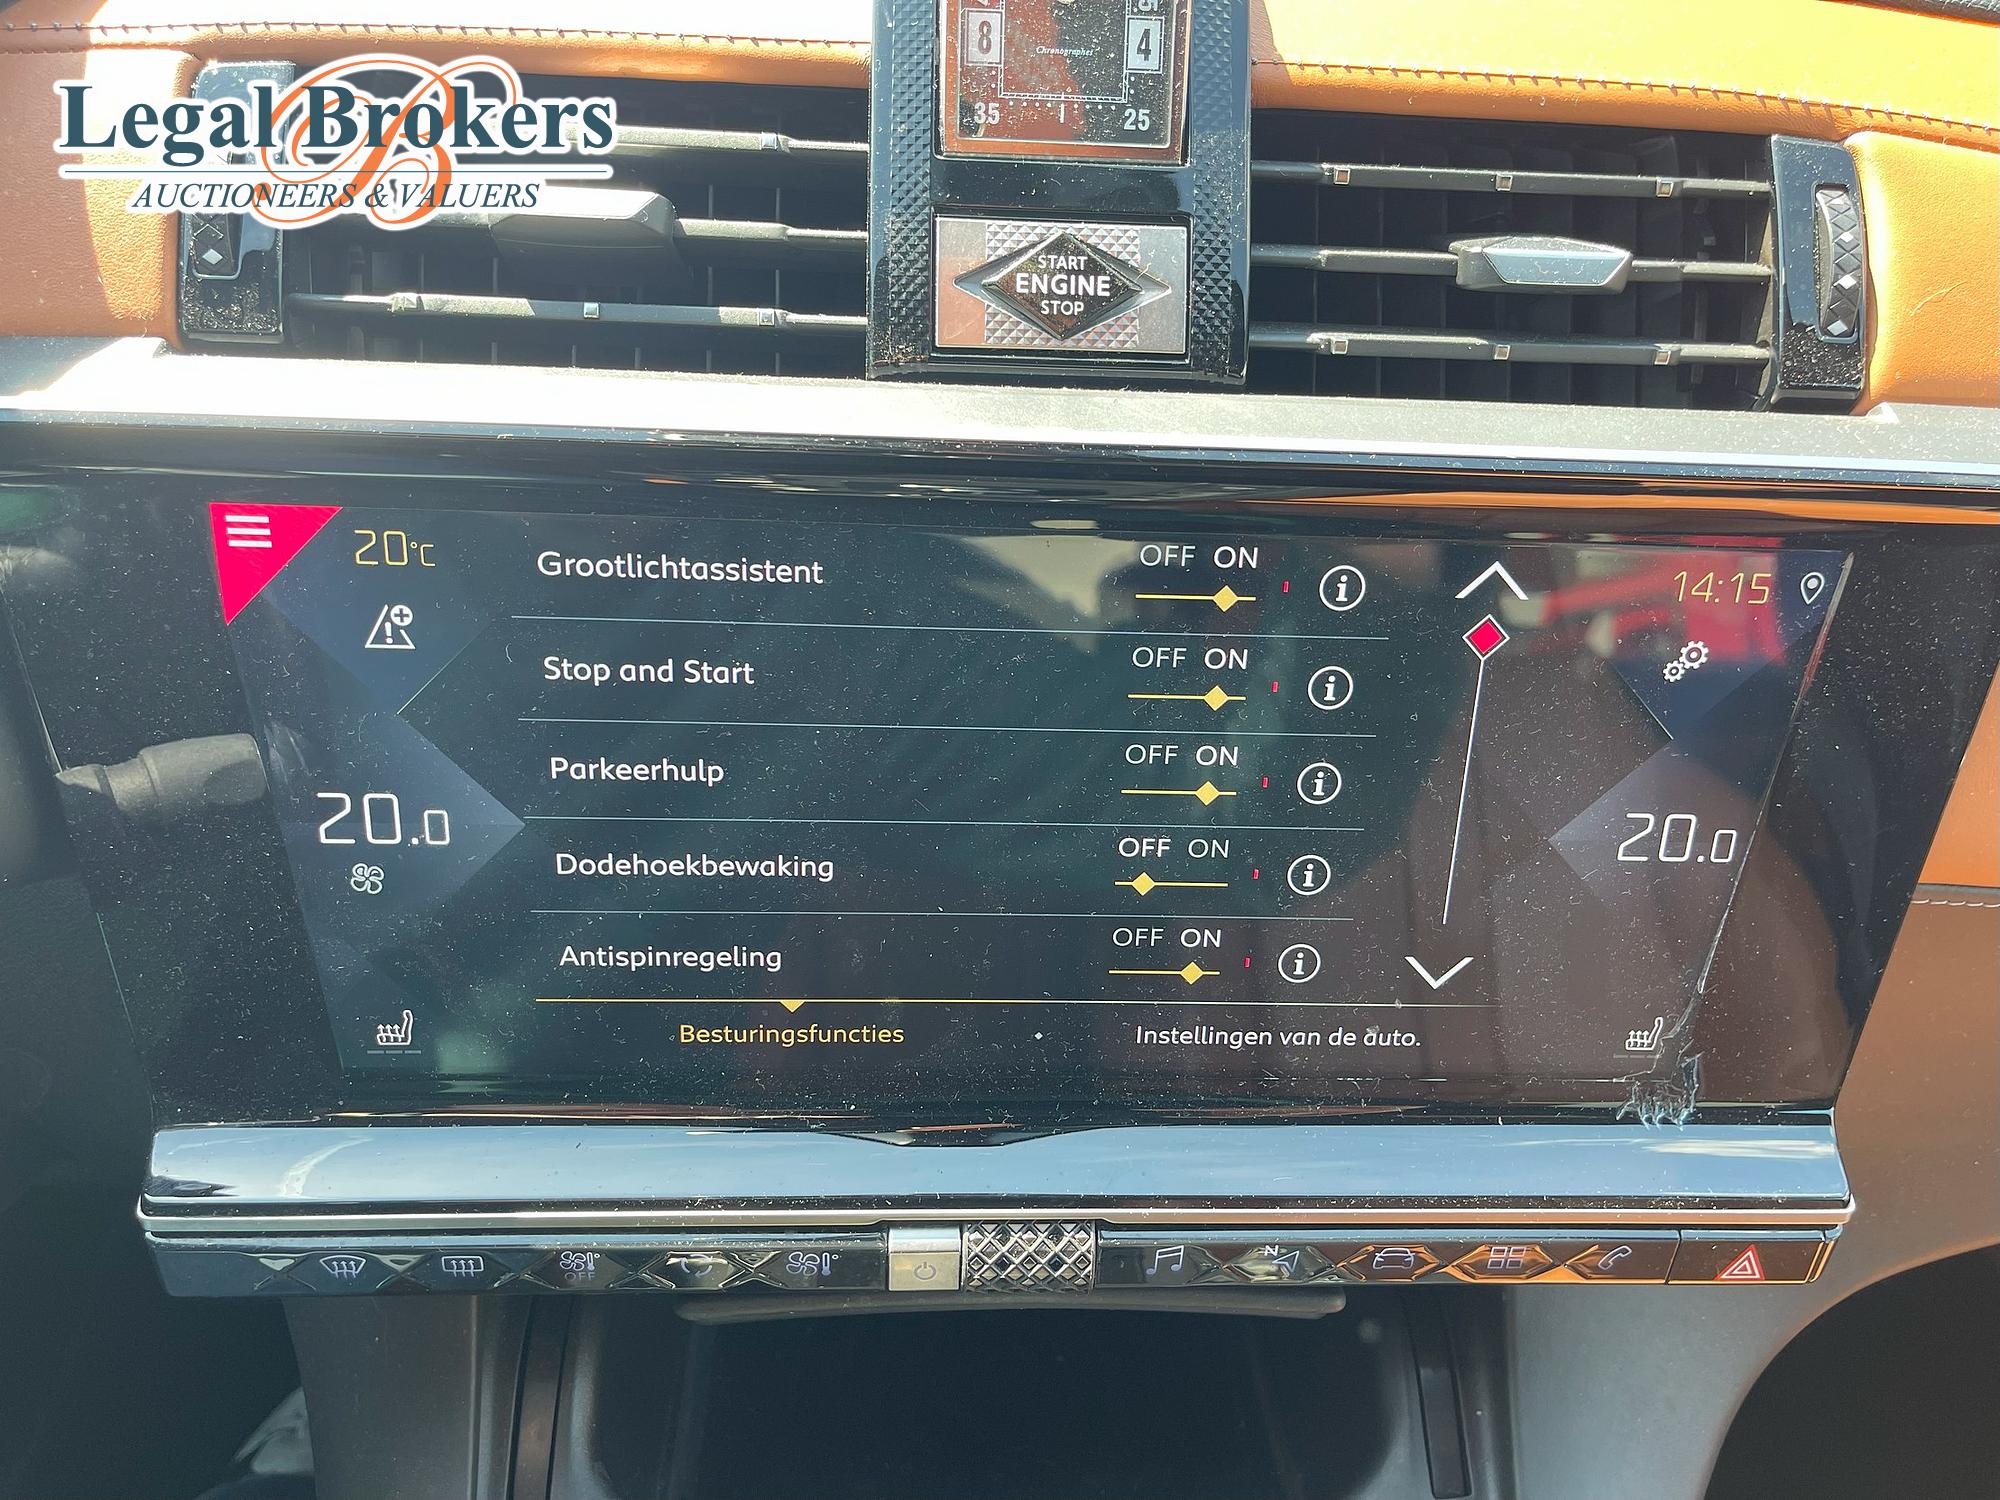 Legal Brokers
AUCTIONEERS & VALUERS
8 Chronographes 4
35 25
START
ENGINE
STOP
20°C
Grootlichtassistent OFF ON
14:15
Stop and Start OFF ON
Parkeerhulp OFF ON
20.0
20.0
Dodehoekbewaking OFF ON
Antispinregeling OFF ON
Besturingsfuncties
Instellingen van de auto.
OFF
N